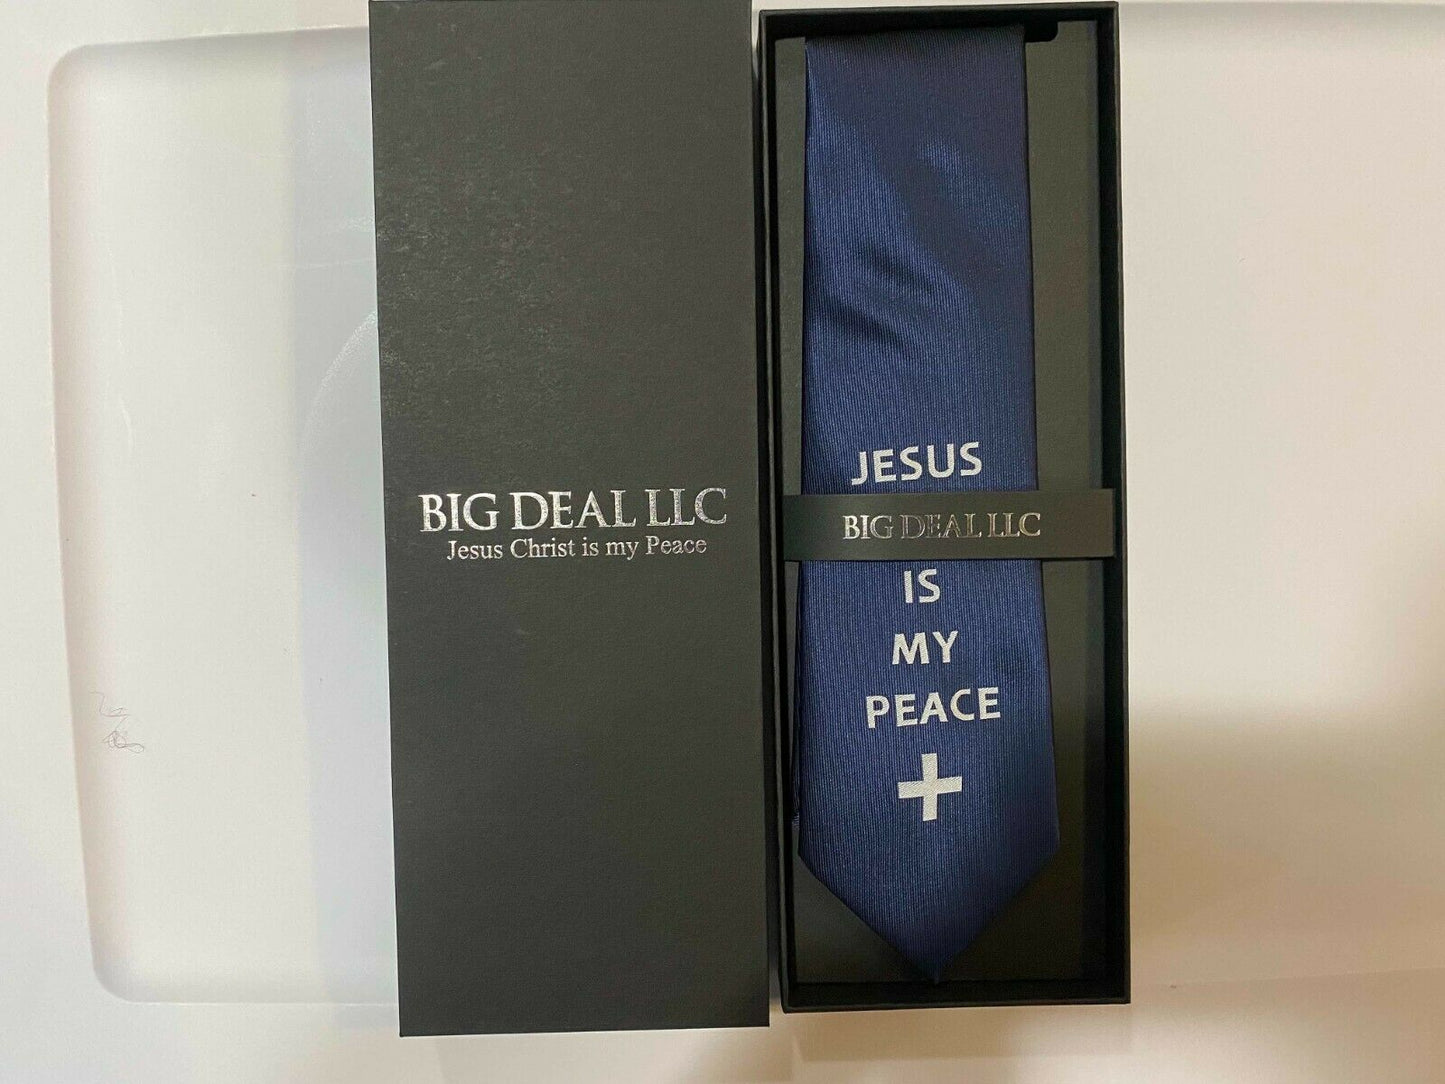 BIG DEAL LLC
Jesus Christ is my Peace
JESUS
BIG DEAL LLC
IS
MY
PEACE